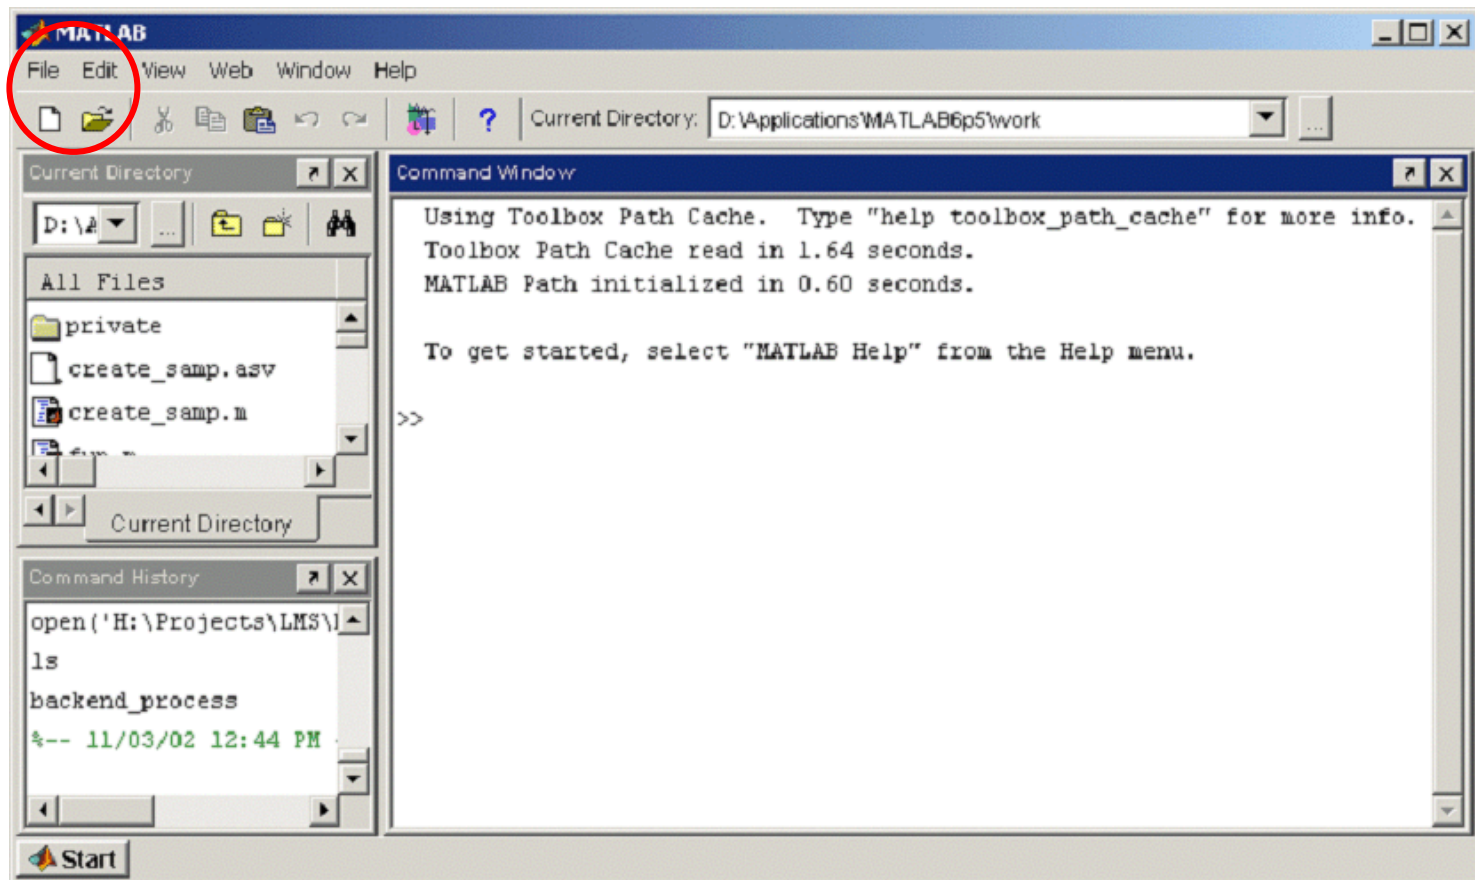 MATLAB
File Edit View Web Window Help
? Current Directory: D:\Applications\MATLAB6p5\work ...
Current Directory
D:\A ...
All Files
private
create_samp.asv
create_samp.m
fun.m
Current Directory
Command History
open('H:\Projects\LMS\
ls
backend_process
%-- 11/03/02 12:44 PM -
Command Window
Using Toolbox Path Cache. Type "help toolbox_path_cache" for more info.
Toolbox Path Cache read in 1.64 seconds.
MATLAB Path initialized in 0.60 seconds.
To get started, select "MATLAB Help" from the Help menu.
>>
Start